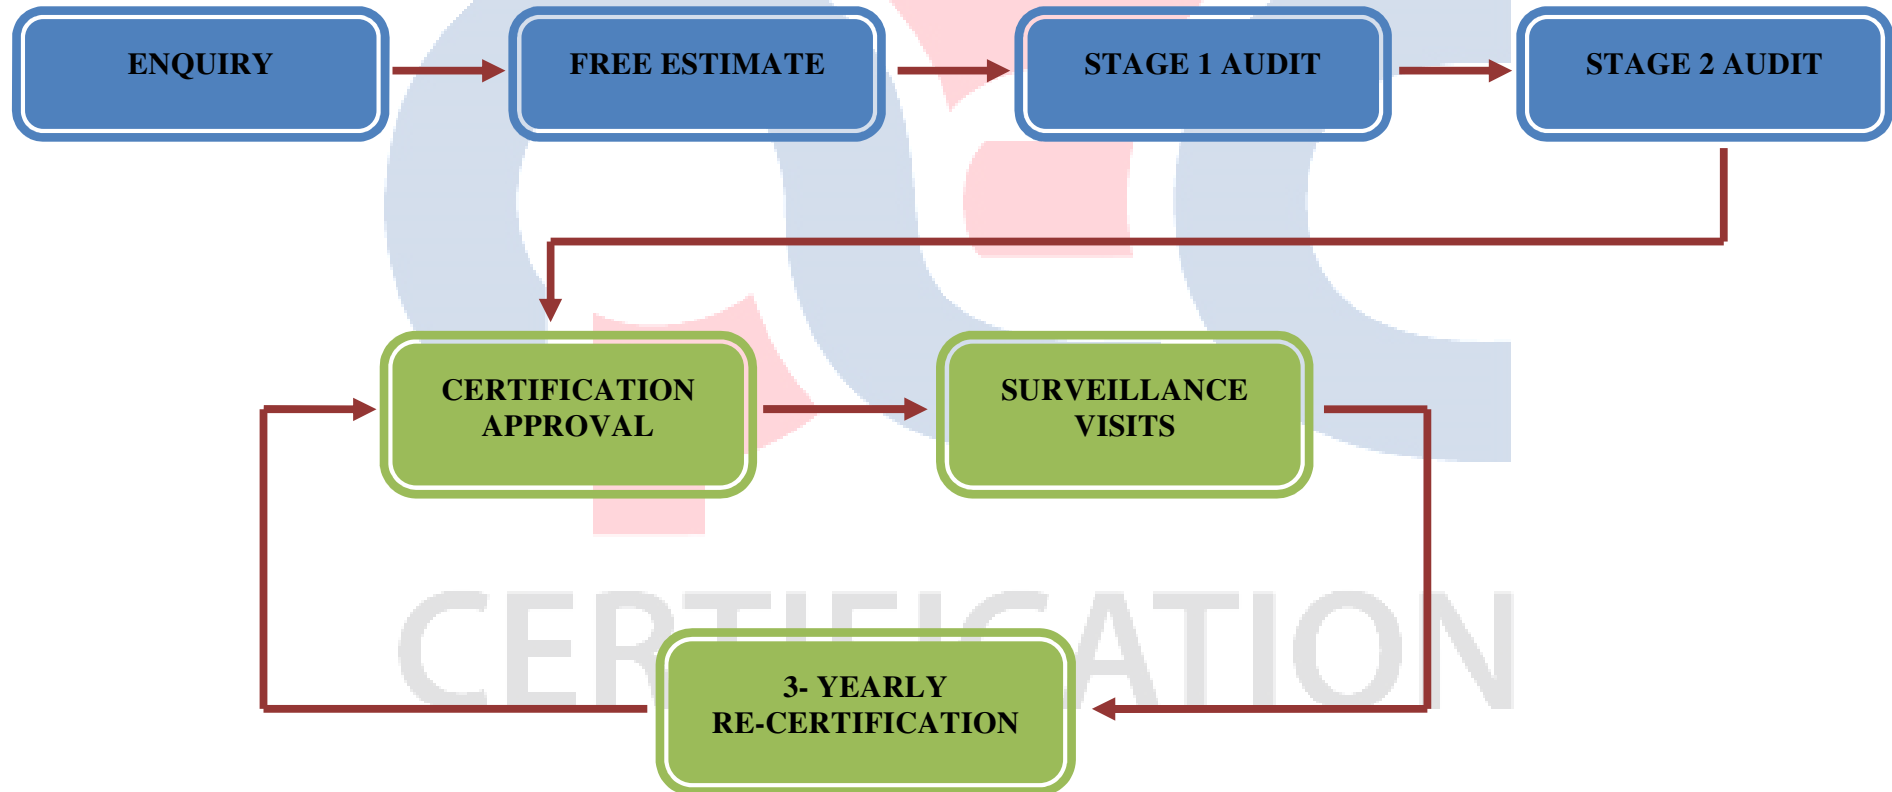 ENQUIRY
FREE ESTIMATE
STAGE 1 AUDIT
STAGE 2 AUDIT
CERTIFICATION
APPROVAL
SURVEILLANCE
VISITS
3- YEARLY
RE-CERTIFICATION
CERTIFICATION